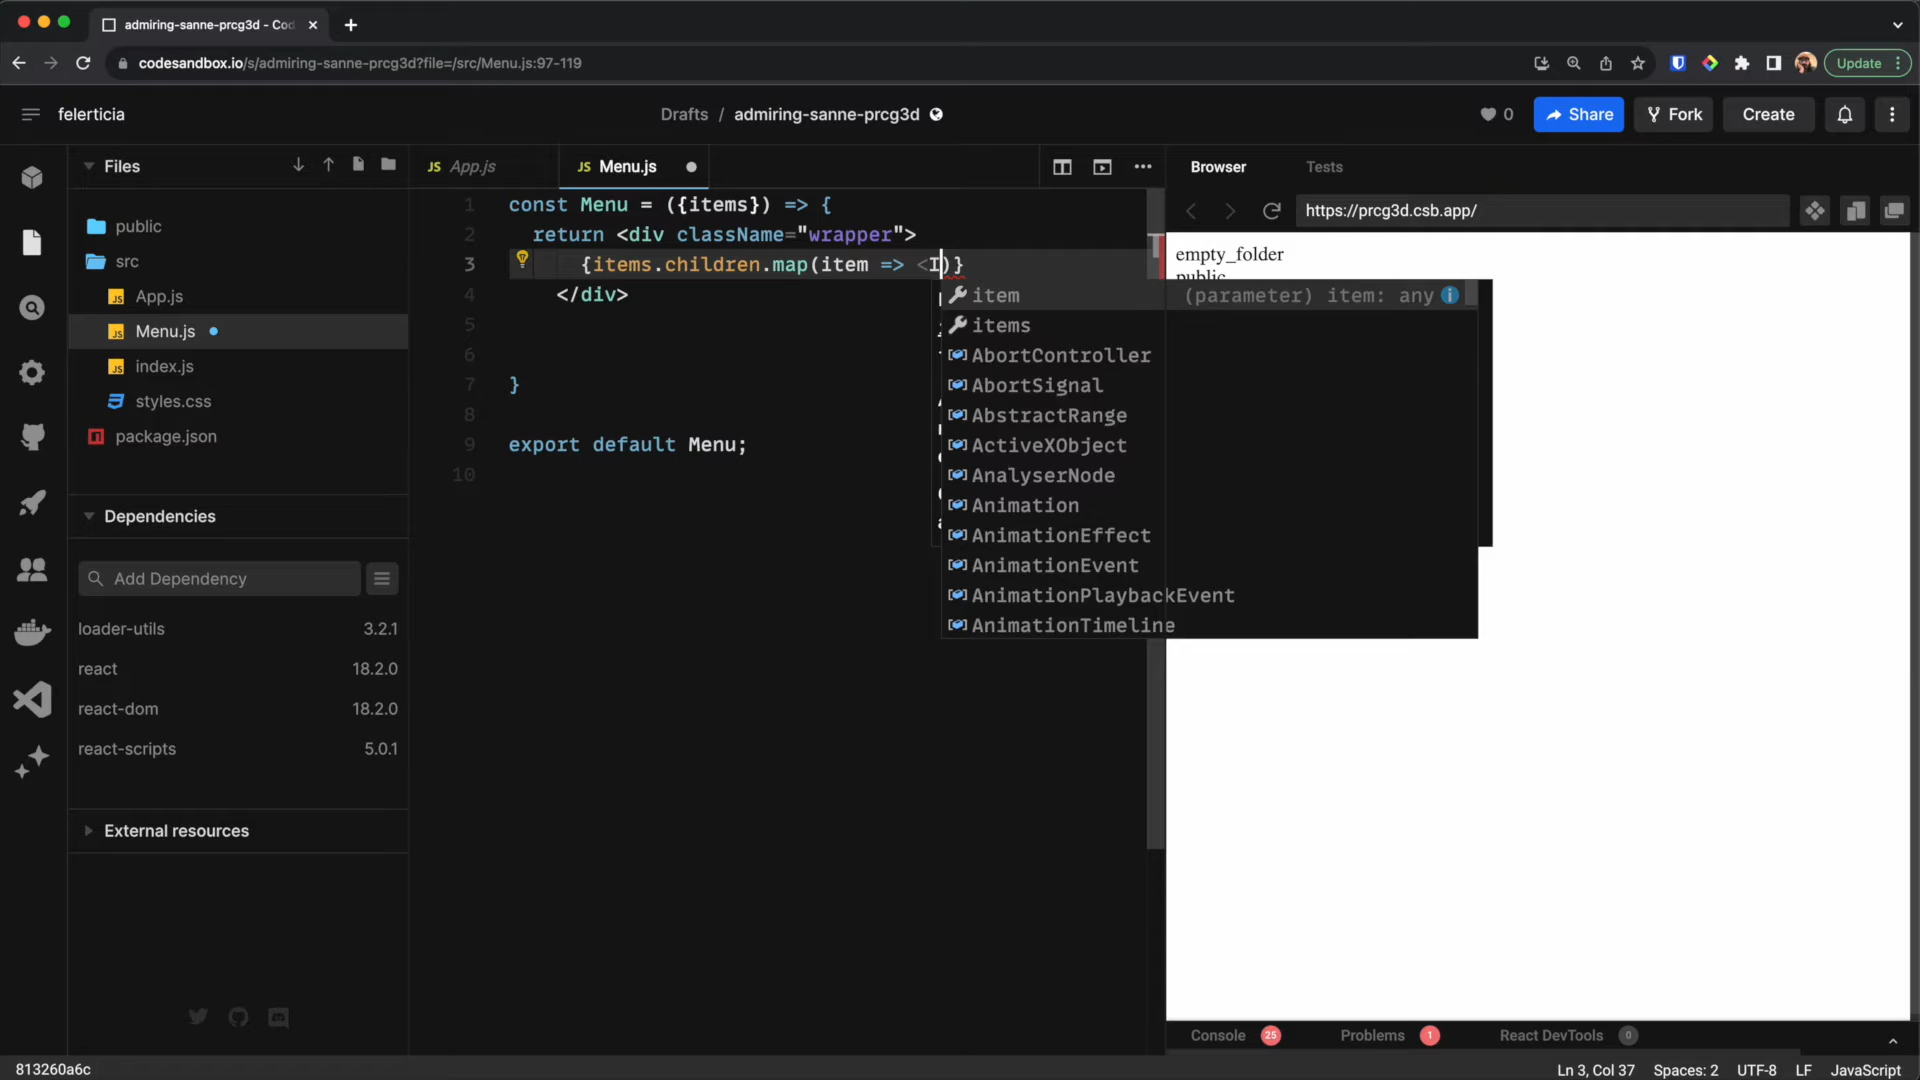 admiring-sanne-prcg3d - Cod
codesandbox.io/s/admiring-sanne-prcg3d?file=/src/Menu.js:97-119
Update
felerticia
Drafts / admiring-sanne-prcg3d
0
Share
Fork
Create
Files
public
src
App.js
Menu.js
index.js
styles.css
package.json
Dependencies
Add Dependency
loader-utils 3.2.1
react 18.2.0
react-dom 18.2.0
react-scripts 5.0.1
External resources
JS App.js
JS Menu.js
1 const Menu = ({items}) => {
2 return <div className="wrapper">
3 {items.children.map(item => <I)}
4 </div>
5
6
7 }
8
9 export default Menu;
10
item (parameter) item: any
items
AbortController
AbortSignal
AbstractRange
ActiveXObject
AnalyserNode
Animation
AnimationEffect
AnimationEvent
AnimationPlaybackEvent
AnimationTimeline
Browser
Tests
https://prcg3d.csb.app/
empty_folder
public
Console 25
Problems 1
React DevTools 0
813260a6c
Ln 3, Col 37 Spaces: 2 UTF-8 LF JavaScript